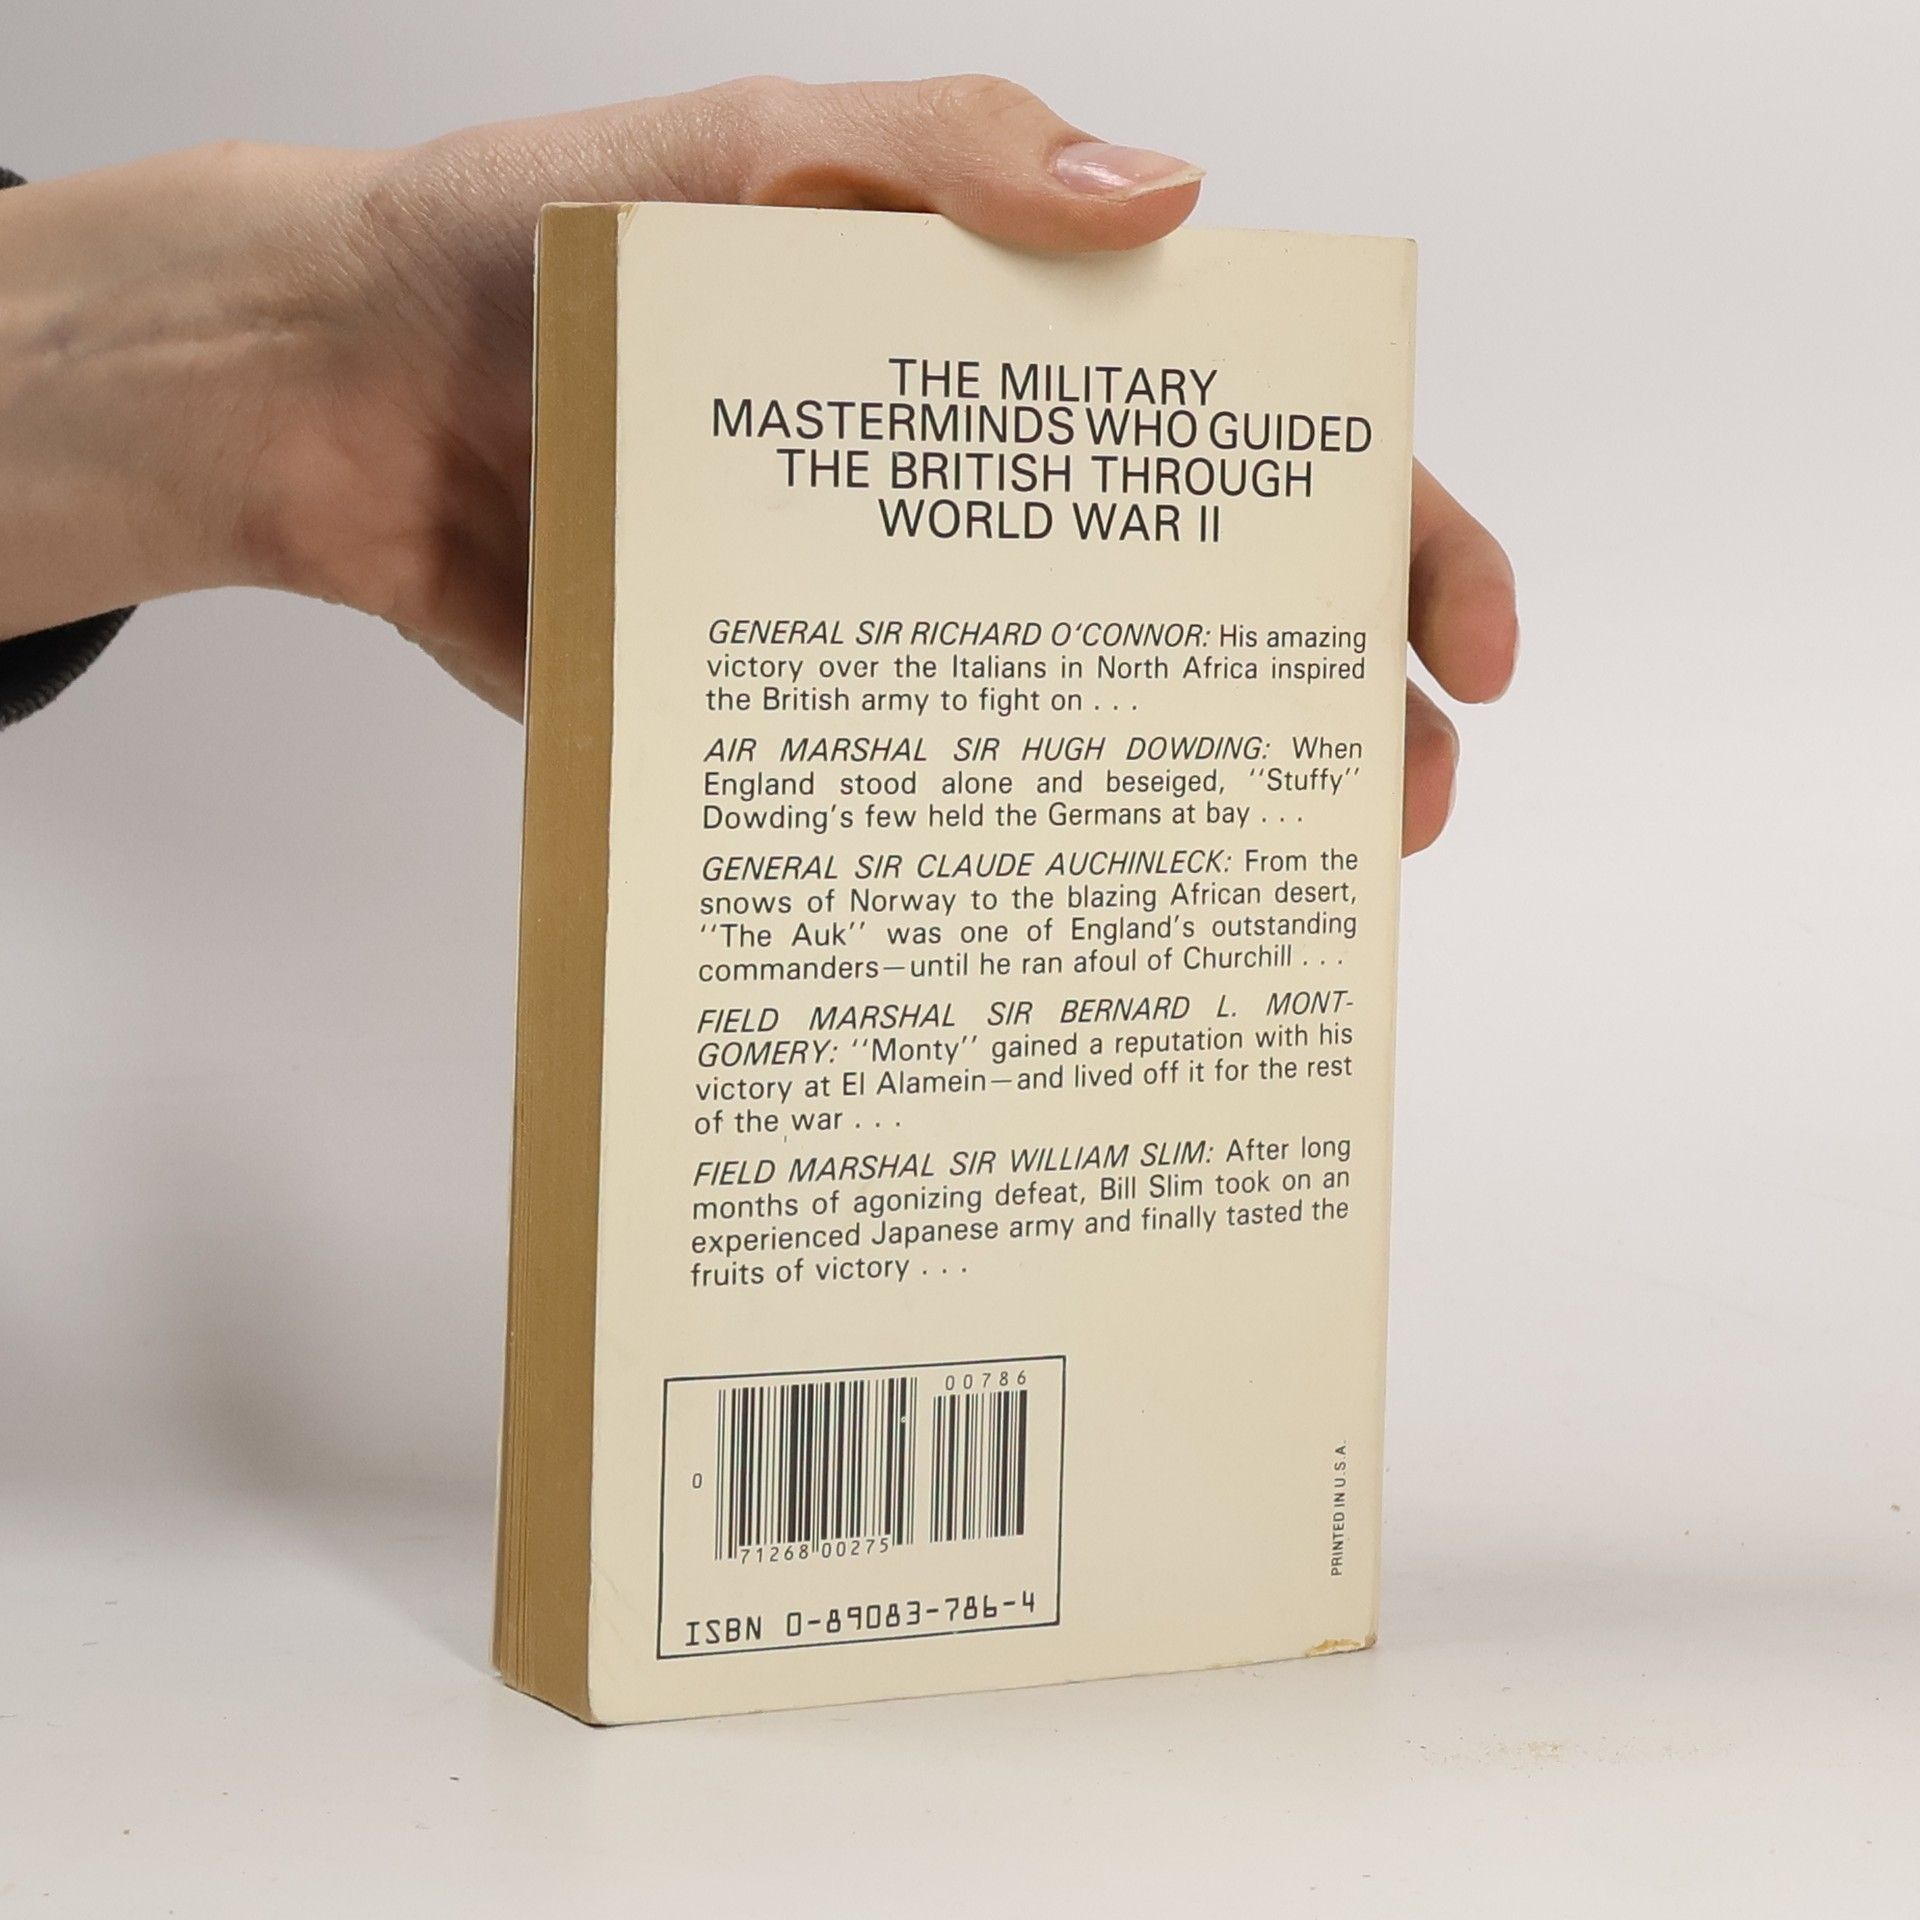 THE MILITARY
MASTERMINDS WHO GUIDED
THE BRITISH THROUGH
WORLD WAR II
GENERAL SIR RICHARD O'CONNOR: His amazing
victory over the Italians in North Africa inspired
the British army to fight on . . .
AIR MARSHAL SIR HUGH DOWDING: When
England stood alone and beseiged, ''Stuffy''
Dowding's few held the Germans at bay . . .
GENERAL SIR CLAUDE AUCHINLECK: From the
snows of Norway to the blazing African desert,
''The Auk'' was one of England's outstanding
commanders—until he ran afoul of Churchill . . .
FIELD MARSHAL SIR BERNARD L. MONT-
GOMERY: ''Monty'' gained a reputation with his
victory at El Alamein—and lived off it for the rest
of the war . . .
FIELD MARSHAL SIR WILLIAM SLIM: After long
months of agonizing defeat, Bill Slim took on an
experienced Japanese army and finally tasted the
fruits of victory . . .
00786
0
71268 00275
ISBN 0-89083-786-4
PRINTED IN U.S.A.